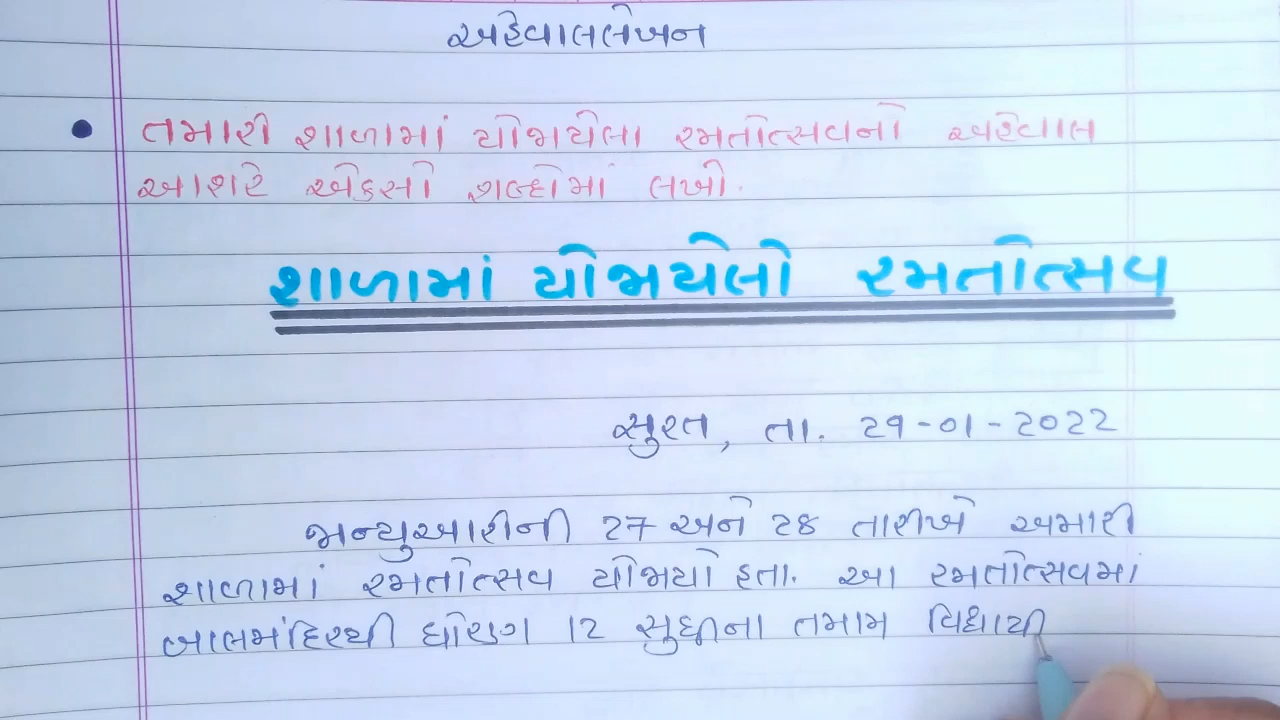 અહેવાલલેખન
• તમારી શાળામાં યોજાયેલા રમતોત્સવનો અહેવાલ
આશરે એકસો શબ્દોમાં લખો.
શાળામાં યોજાયેલો રમતોત્સવ
સુરત, તા. 29-01-2022
જાન્યુઆરીની 27 અને 28 તારીખે અમારી
શાળામાં રમતોત્સવ યોજાયો હતા. આ રમતોત્સવમાં
બાલમંદિરથી ધોરણ 12 સુધીના તમામ વિદ્યાથી